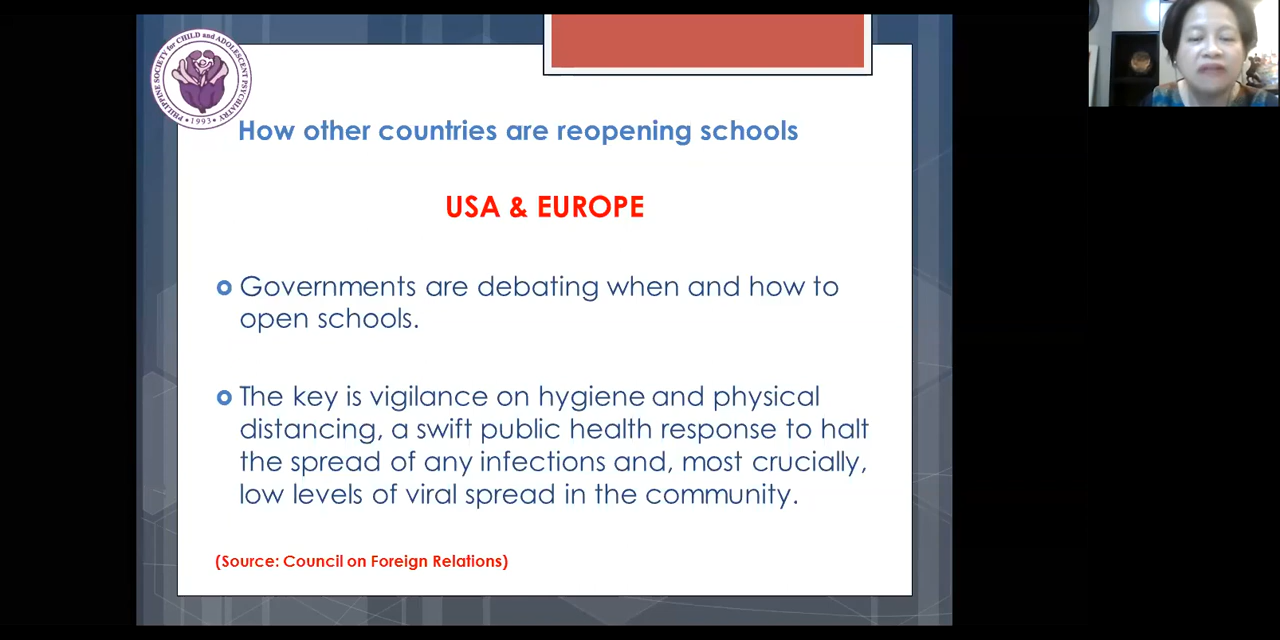 PHILIPPINE SOCIETY for CHILD and ADOLESCENT PSYCHIATRY
• 1993 •
How other countries are reopening schools
USA & EUROPE
Governments are debating when and how to
open schools.
The key is vigilance on hygiene and physical
distancing, a swift public health response to halt
the spread of any infections and, most crucially,
low levels of viral spread in the community.
(Source: Council on Foreign Relations)